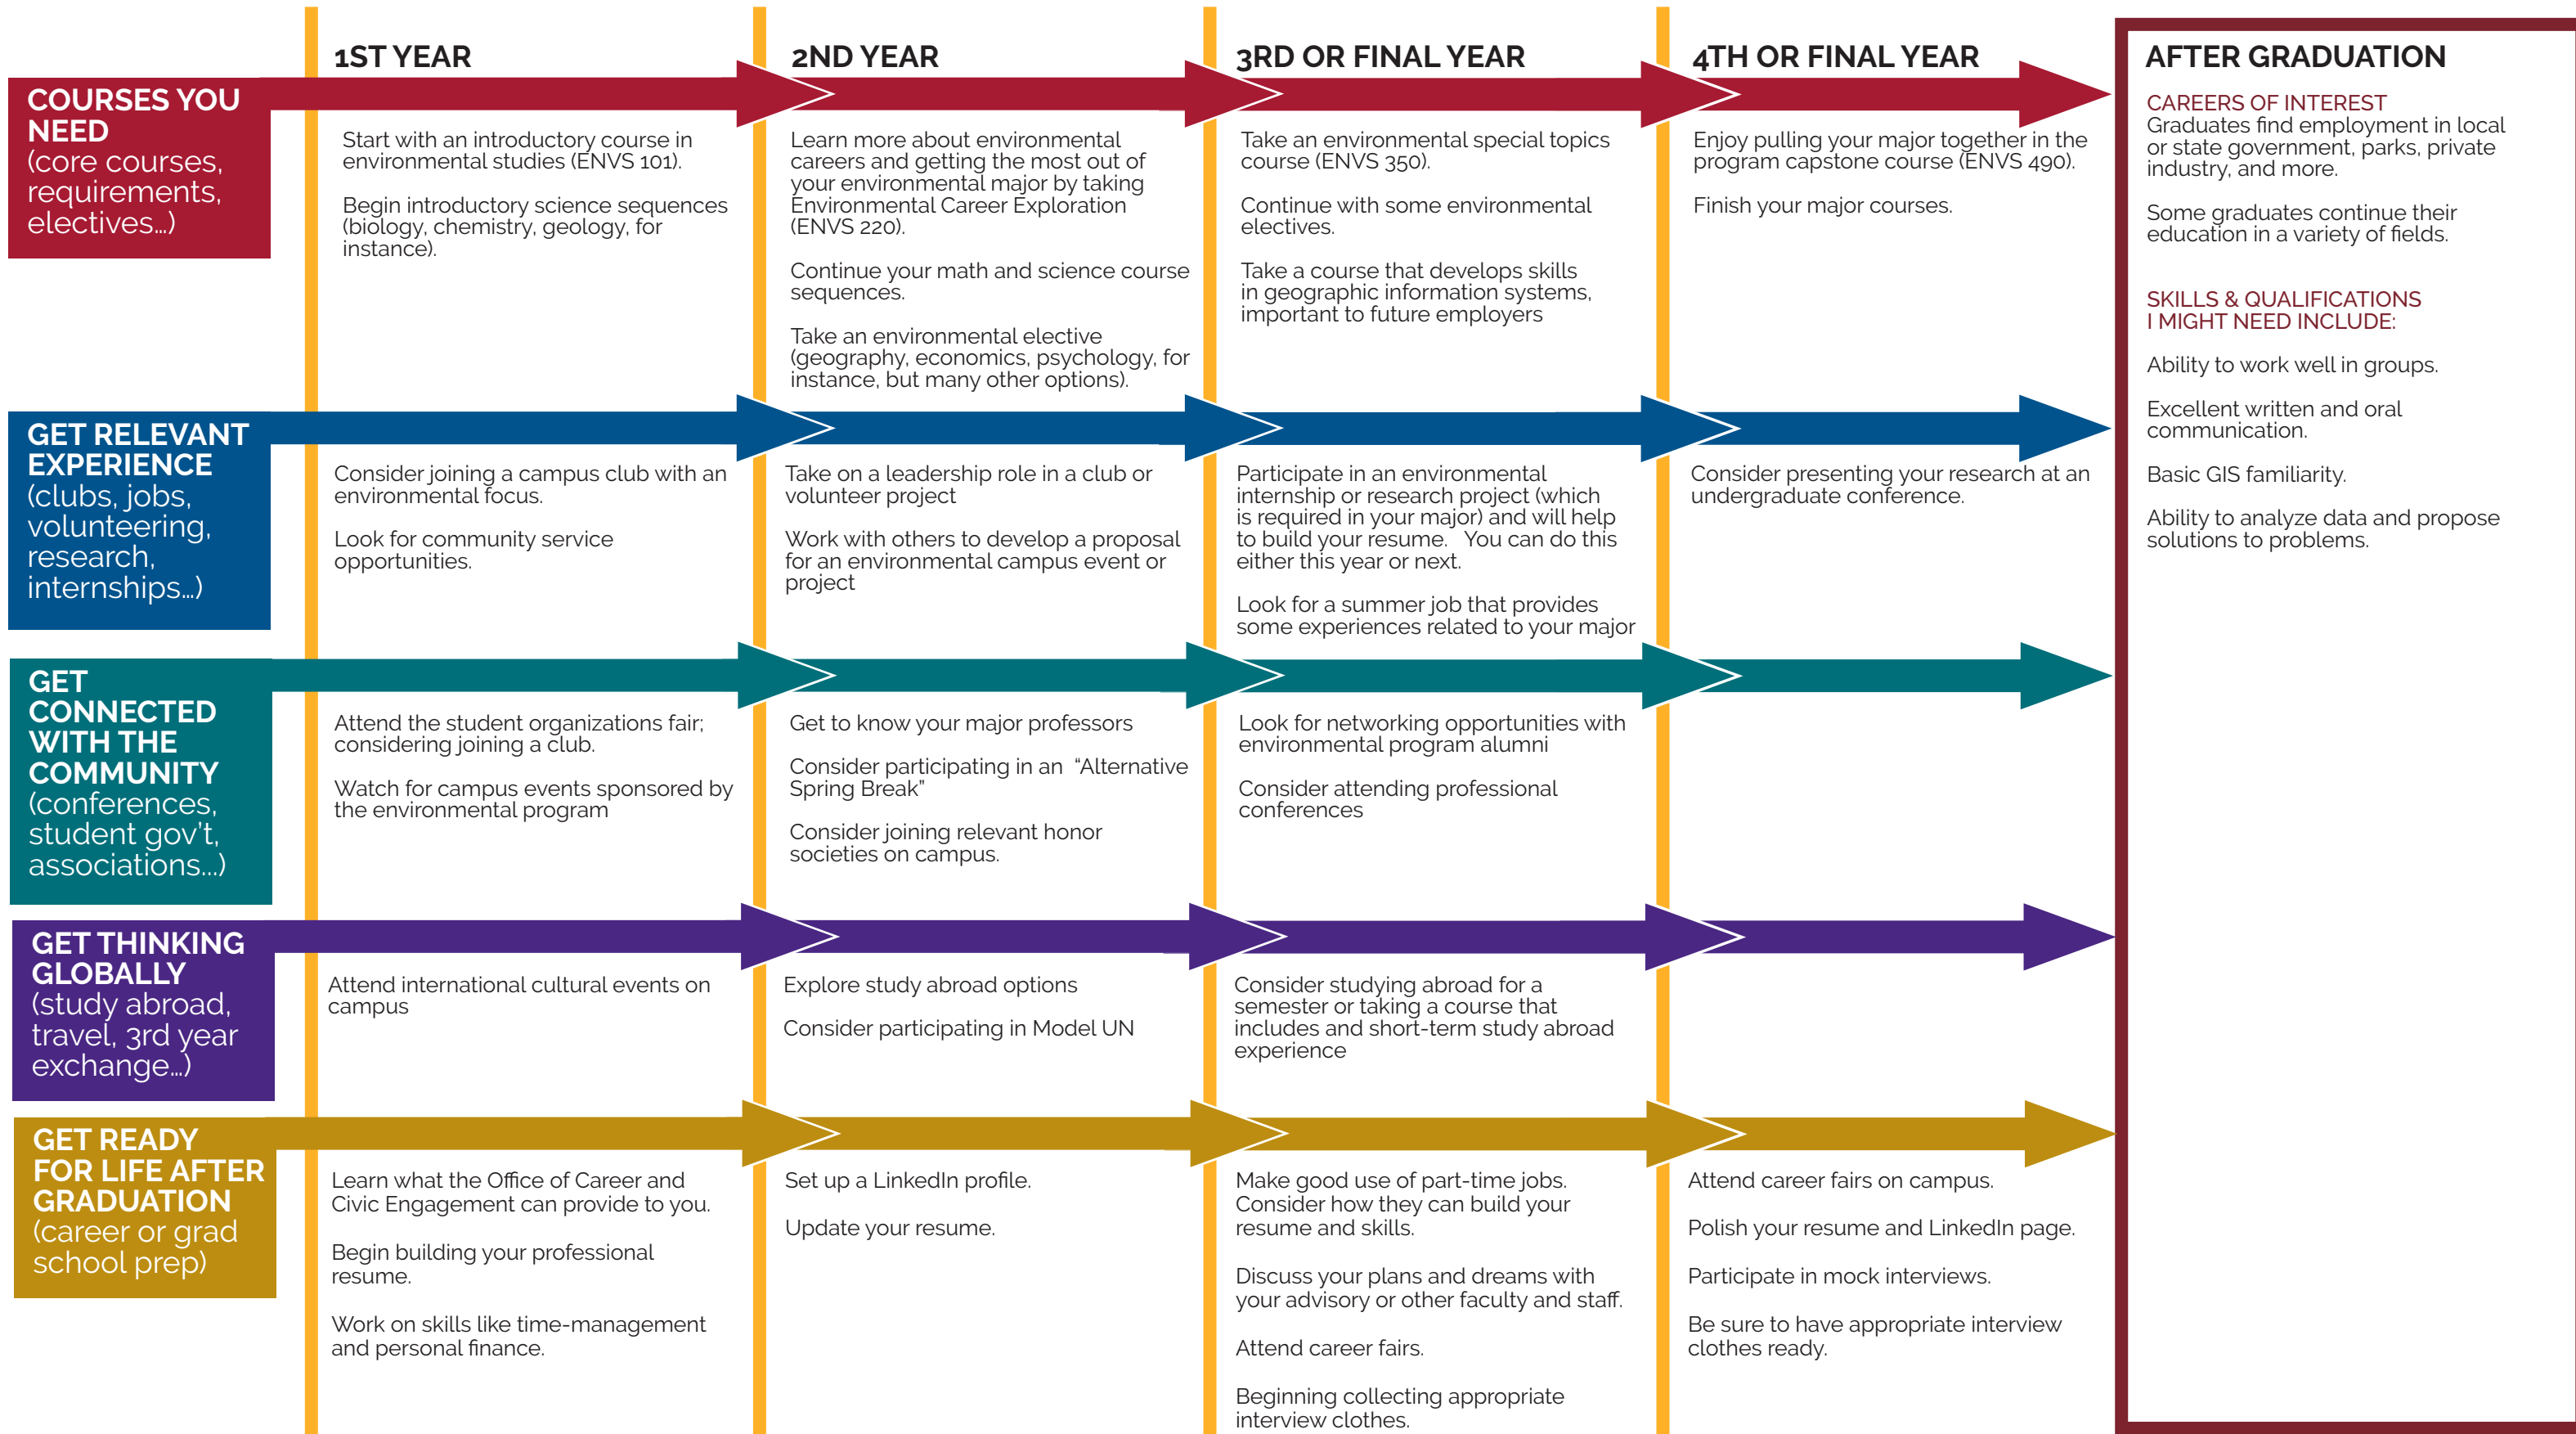 1ST YEAR
2ND YEAR
3RD OR FINAL YEAR
4TH OR FINAL YEAR
AFTER GRADUATION
COURSES YOU
NEED
(core courses,
requirements,
electives...)
Start with an introductory course in
environmental studies (ENVS 101).
Begin introductory science sequences
(biology, chemistry, geology, for
instance).
Learn more about environmental
careers and getting the most out of
your environmental major by taking
Environmental Career Exploration
(ENVS 220).
Continue your math and science course
sequences.
Take an environmental elective
(geography, economics, psychology, for
instance, but many other options).
Take an environmental special topics
course (ENVS 350).
Continue with some environmental
electives.
Take a course that develops skills
in geographic information systems,
important to future employers
Enjoy pulling your major together in the
program capstone course (ENVS 490).
Finish your major courses.
GET RELEVANT
EXPERIENCE
(clubs, jobs,
volunteering,
research,
internships...)
Consider joining a campus club with an
environmental focus.
Look for community service
opportunities.
Take on a leadership role in a club or
volunteer project
Work with others to develop a proposal
for an environmental campus event or
project
Participate in an environmental
internship or research project (which
is required in your major) and will help
to build your resume.   You can do this
either this year or next.
Look for a summer job that provides
some experiences related to your major
Consider presenting your research at an
undergraduate conference.
GET
CONNECTED
WITH THE
COMMUNITY
(conferences,
student gov't,
associations...)
Attend the student organizations fair;
considering joining a club.
Watch for campus events sponsored by
the environmental program
Get to know your major professors
Consider participating in an  “Alternative
Spring Break”
Consider joining relevant honor
societies on campus.
Look for networking opportunities with
environmental program alumni
Consider attending professional
conferences
GET THINKING
GLOBALLY
(study abroad,
travel, 3rd year
exchange...)
Attend international cultural events on
campus
Explore study abroad options
Consider participating in Model UN
Consider studying abroad for a
semester or taking a course that
includes and short-term study abroad
experience
GET READY
FOR LIFE AFTER
GRADUATION
(career or grad
school prep)
Learn what the Office of Career and
Civic Engagement can provide to you.
Begin building your professional
resume.
Work on skills like time-management
and personal finance.
Set up a LinkedIn profile.
Update your resume.
Make good use of part-time jobs.
Consider how they can build your
resume and skills.
Discuss your plans and dreams with
your advisory or other faculty and staff.
Attend career fairs.
Beginning collecting appropriate
interview clothes.
Attend career fairs on campus.
Polish your resume and LinkedIn page.
Participate in mock interviews.
Be sure to have appropriate interview
clothes ready.
CAREERS OF INTEREST
Graduates find employment in local
or state government, parks, private
industry, and more.
Some graduates continue their
education in a variety of fields.
SKILLS & QUALIFICATIONS
I MIGHT NEED INCLUDE:
Ability to work well in groups.
Excellent written and oral
communication.
Basic GIS familiarity.
Ability to analyze data and propose
solutions to problems.